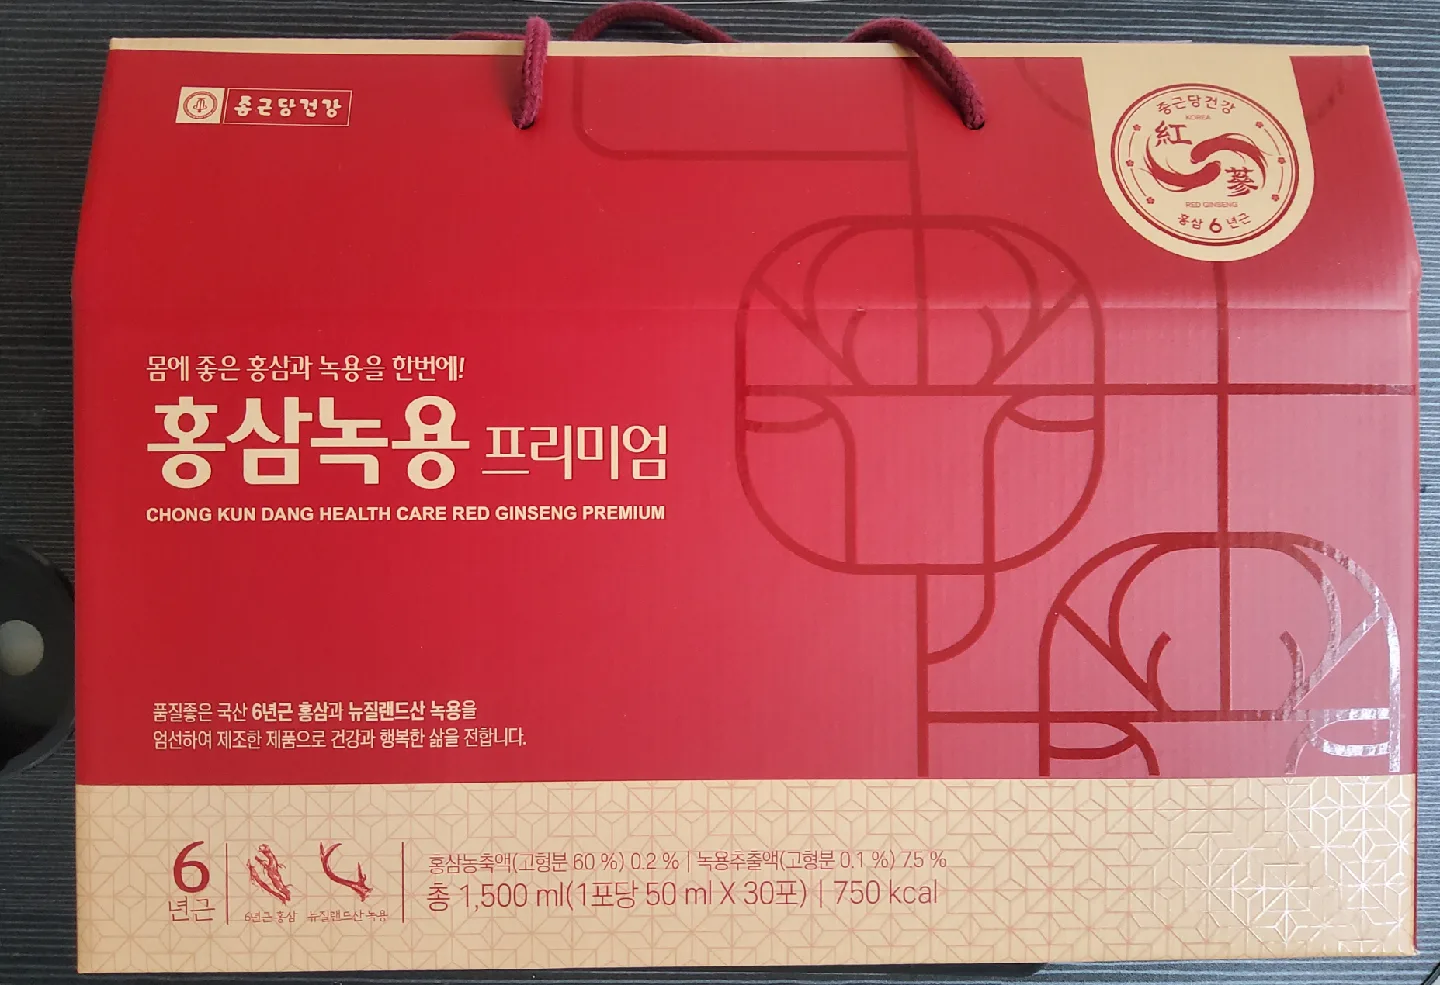 종근당건강
종근당건강
KOREA
紅
蔘
RED GINSENG
홍삼 6년근
몸에 좋은 홍삼과 녹용을 한번에!
홍삼녹용 프리미엄
CHONG KUN DANG HEALTH CARE RED GINSENG PREMIUM
품질좋은 국산 6년근 홍삼과 뉴질랜드산 녹용을
엄선하여 제조한 제품으로 건강과 행복한 삶을 전합니다.
6
년근
6년근 홍삼 뉴질랜드산 녹용
홍삼농축액(고형분 60 %) 0.2 % | 녹용추출액(고형분 0.1 %) 7.5 %
총 1,500 ml(1포당 50 ml X 30포) | 750 kcal